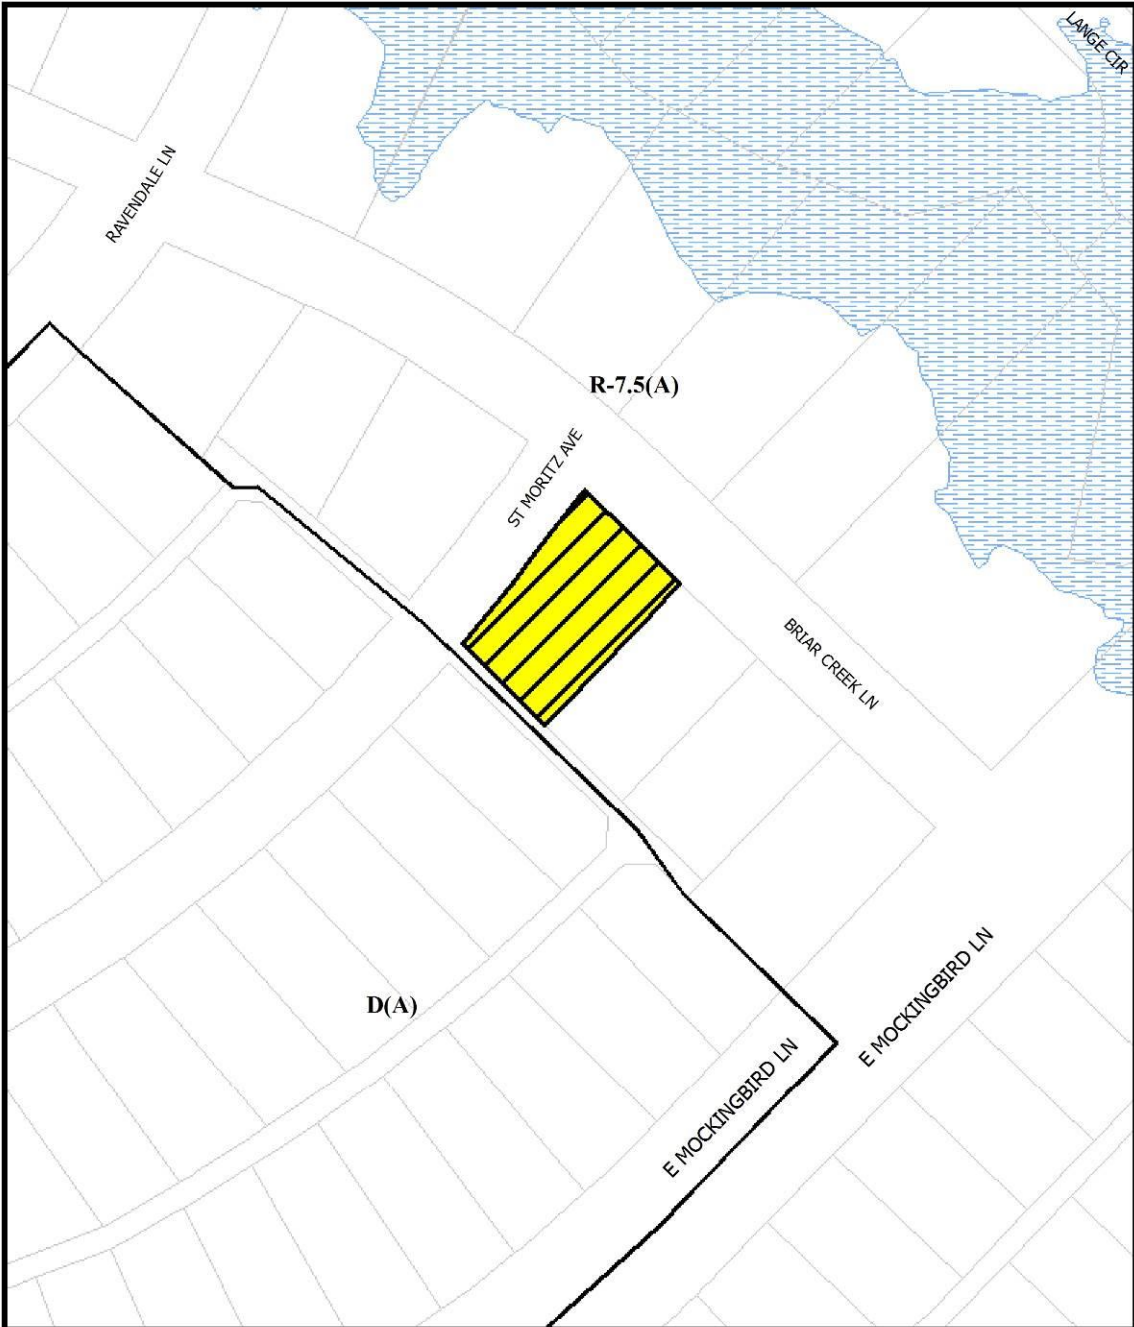 LANGE CIR
RAVENDALE LN
R-7.5(A)
ST MORITZ AVE
BRIAR CREEK LN
D(A)
E MOCKINGBIRD LN
E MOCKINGBIRD LN